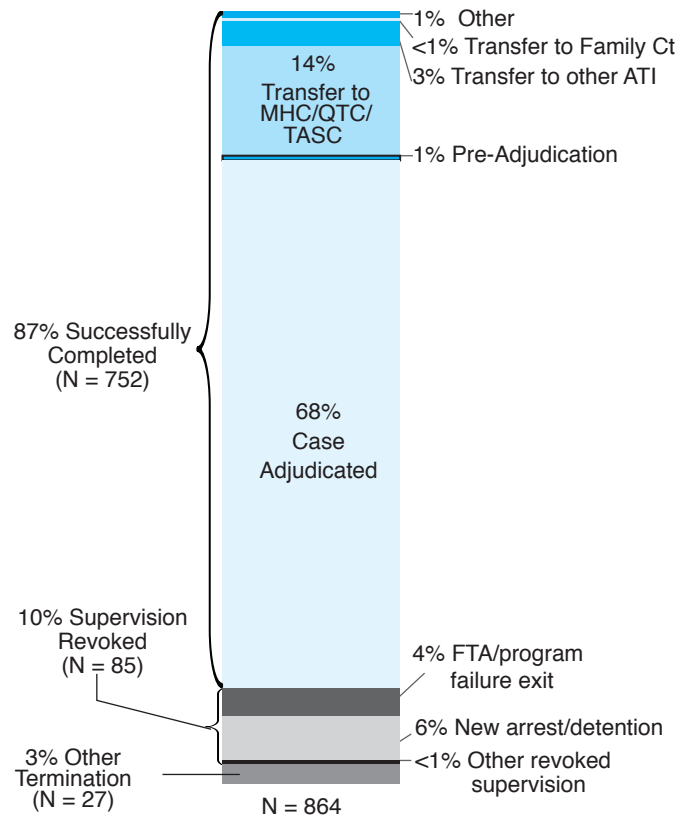 1% Other
<1% Transfer to Family Ct
3% Transfer to other ATI
14%
Transfer to
MHC/QTC/
TASC
1% Pre-Adjudication
87% Successfully
Completed
(N = 752)
68%
Case
Adjudicated
10% Supervision
Revoked
(N = 85)
4% FTA/program
failure exit
6% New arrest/detention
<1% Other revoked
supervision
3% Other
Termination
(N = 27)
N = 864